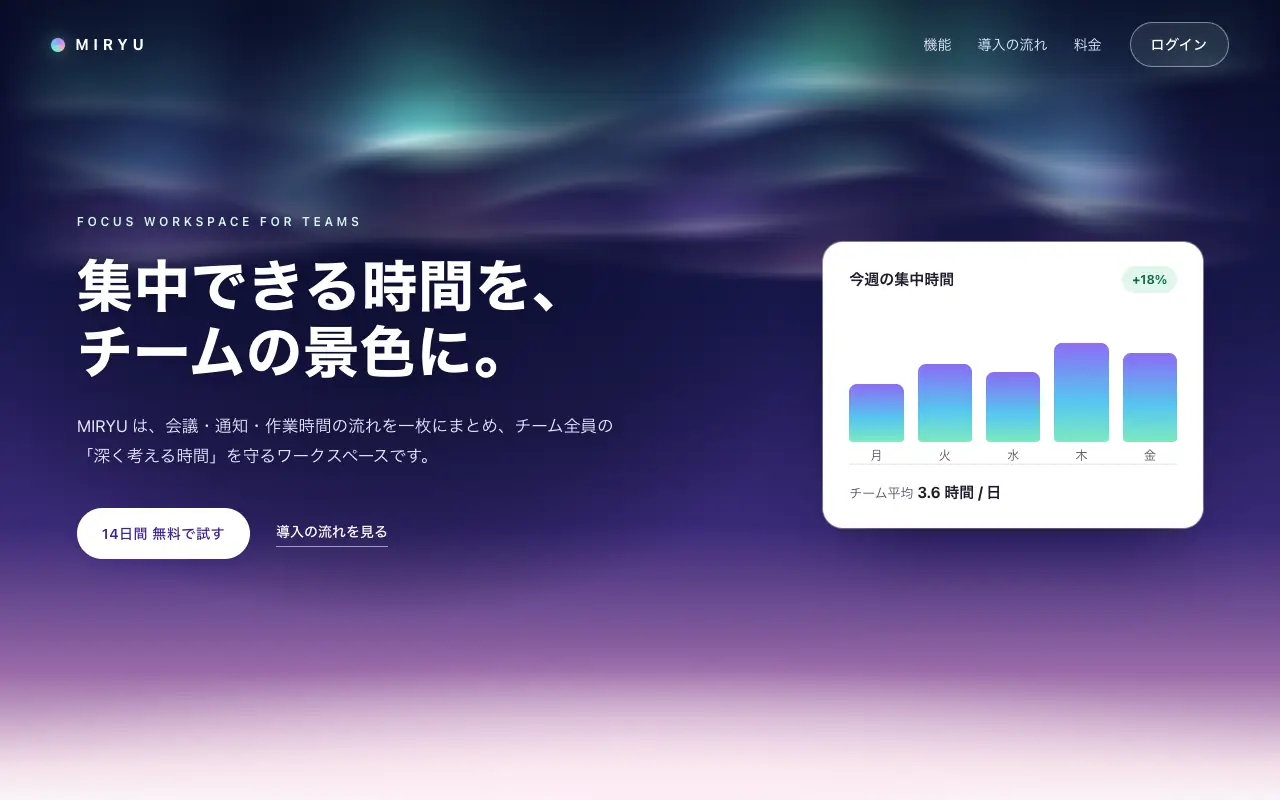 MIRYU
機能
導入の流れ
料金
ログイン
FOCUS WORKSPACE FOR TEAMS
集中できる時間を、
チームの景色に。
MIRYU は、会議・通知・作業時間の流れを一枚にまとめ、チーム全員の
「深く考える時間」を守るワークスペースです。
14日間 無料で試す
導入の流れを見る
今週の集中時間
+18%
月
火
水
木
金
チーム平均 3.6 時間 / 日